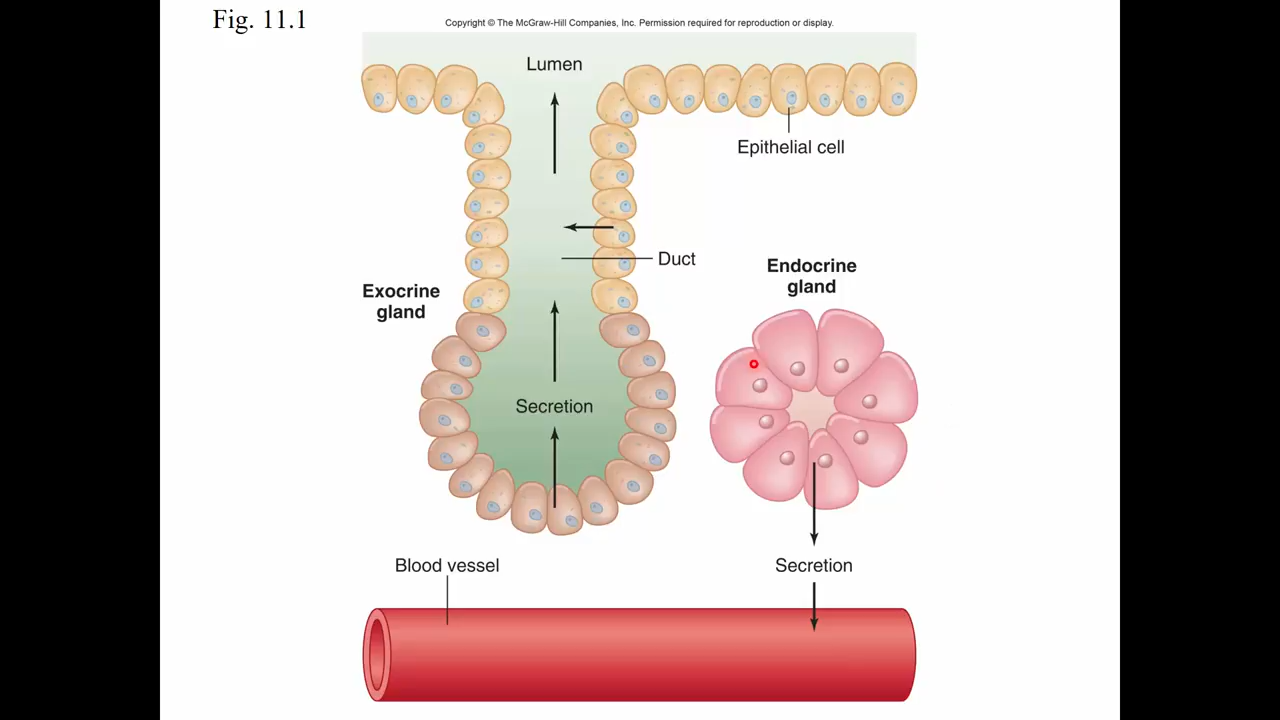 Fig. 11.1
Copyright © The McGraw-Hill Companies, Inc. Permission required for reproduction or display.
Lumen
Epithelial cell
Duct
Endocrine
gland
Exocrine
gland
Secretion
Blood vessel
Secretion